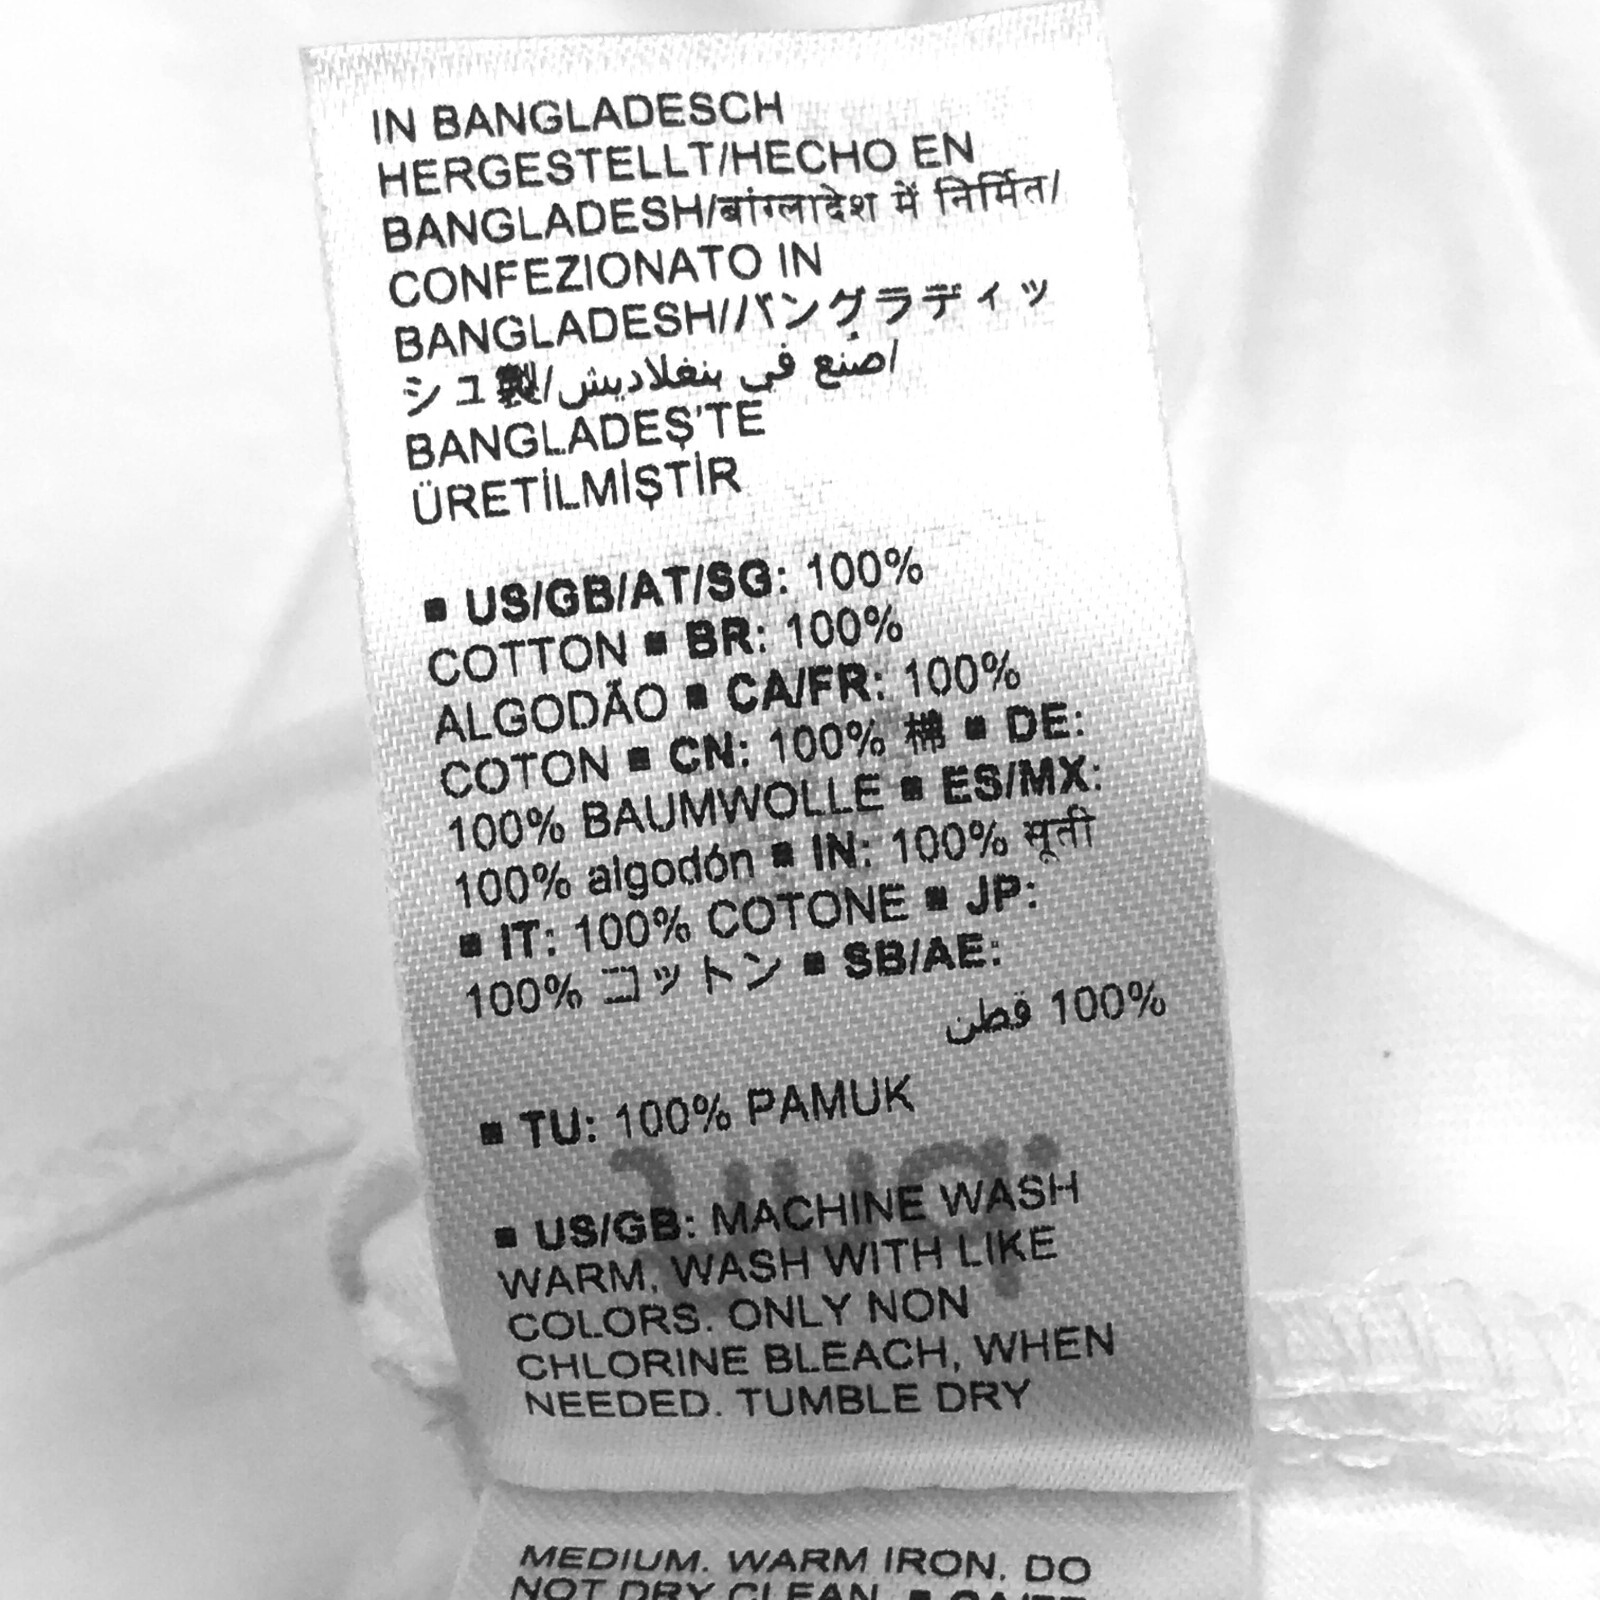 IN BANGLADESCH
HERGESTELLT/HECHO EN
BANGLADESH/बांग्लादेश में निर्मित/
CONFEZIONATO IN
BANGLADESH//バングラディッ
シュ製/صنع في بنغلاديش/
BANGLADEŞ'TE
ÜRETİLMİŞTİR
■ US/GB/AT/SG: 100%
COTTON ■ BR: 100%
ALGODÃO ■ CA/FR: 100%
COTON ■ CN: 100% 棉 ■ DE:
100% BAUMWOLLE ■ ES/MX:
100% algodón ■ IN: 100% सूती
■ IT: 100% COTONE ■ JP:
100% コットン ■ SB/AE:
100% قطن
■ TU: 100% PAMUK
■ US/GB: MACHINE WASH
WARM, WASH WITH LIKE
COLORS. ONLY NON
CHLORINE BLEACH, WHEN
NEEDED. TUMBLE DRY
MEDIUM. WARM IRON. DO
NOT DRY CLEAN. ■